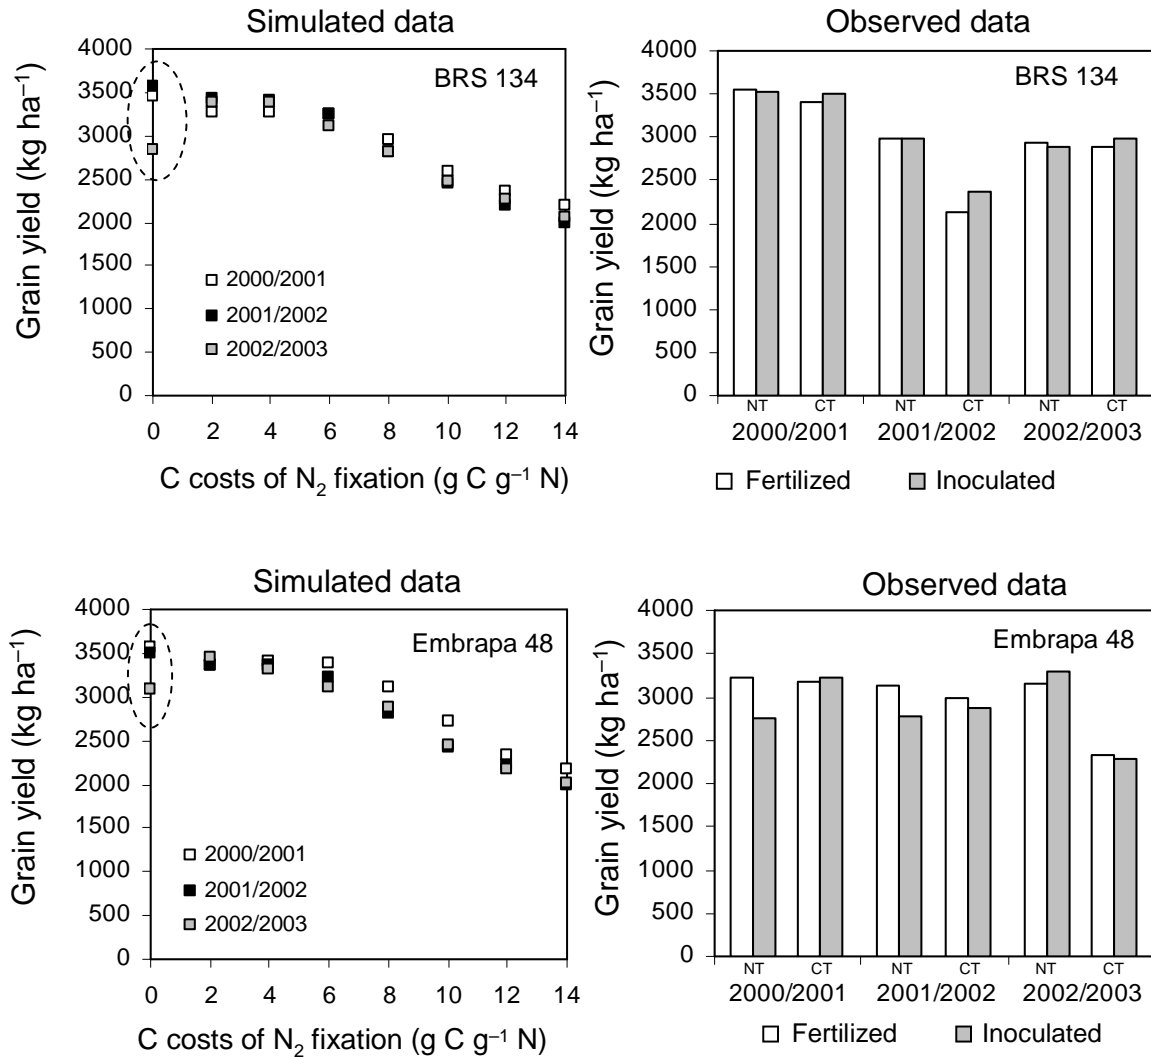 Simulated data
Grain yield (kg ha⁻¹)
4000
3500
3000
2500
2000
1500
1000
500
0
BRS 134
2000/2001
2001/2002
2002/2003
0 2 4 6 8 10 12 14
C costs of N₂ fixation (g C g⁻¹ N)
Observed data
Grain yield (kg ha⁻¹)
4000
3500
3000
2500
2000
1500
1000
500
0
BRS 134
NT CT NT CT NT CT
2000/2001 2001/2002 2002/2003
Fertilized Inoculated
Simulated data
Grain yield (kg ha⁻¹)
4000
3500
3000
2500
2000
1500
1000
500
0
Embrapa 48
2000/2001
2001/2002
2002/2003
0 2 4 6 8 10 12 14
C costs of N₂ fixation (g C g⁻¹ N)
Observed data
Grain yield (kg ha⁻¹)
4000
3500
3000
2500
2000
1500
1000
500
0
Embrapa 48
NT CT NT CT NT CT
2000/2001 2001/2002 2002/2003
Fertilized Inoculated